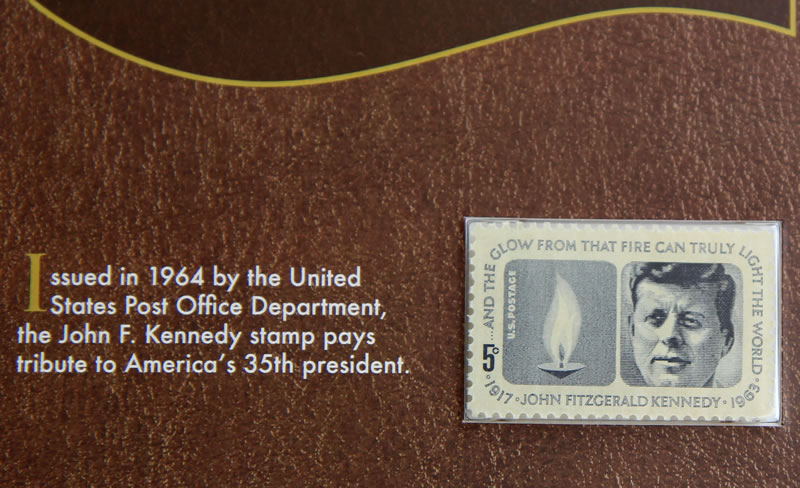 Issued in 1964 by the United
States Post Office Department,
the John F. Kennedy stamp pays
tribute to America's 35th president.
...AND THE GLOW FROM THAT FIRE CAN TRULY LIGHT THE WORLD•
U.S. POSTAGE
5c
•1917•JOHN FITZGERALD KENNEDY•1963